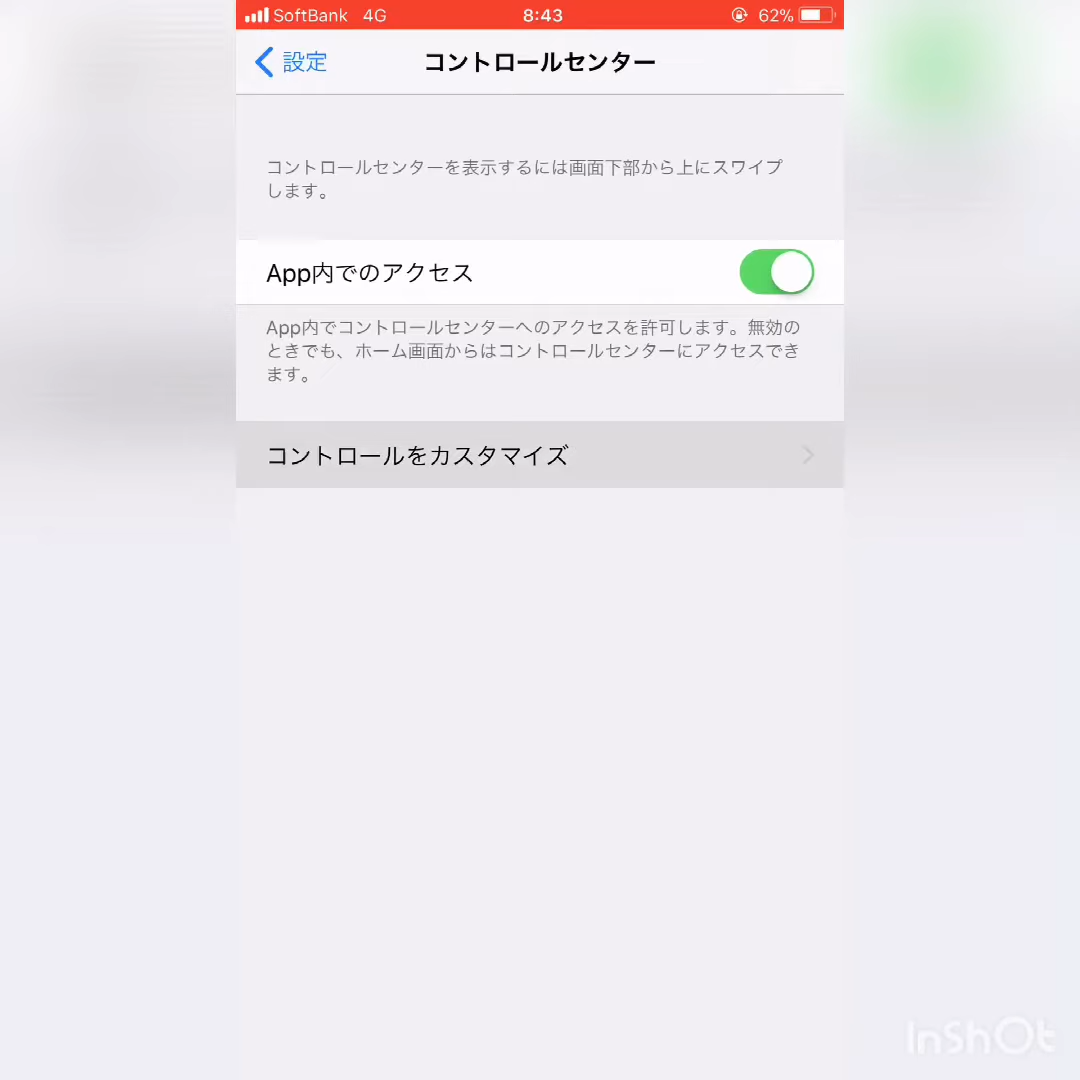 SoftBank 4G 8:43 62%
設定 コントロールセンター
コントロールセンターを表示するには画面下部から上にスワイプ
します。
App内でのアクセス
App内でコントロールセンターへのアクセスを許可します。無効の
ときでも、ホーム画面からはコントロールセンターにアクセスでき
ます。
コントロールをカスタマイズ
InShOt